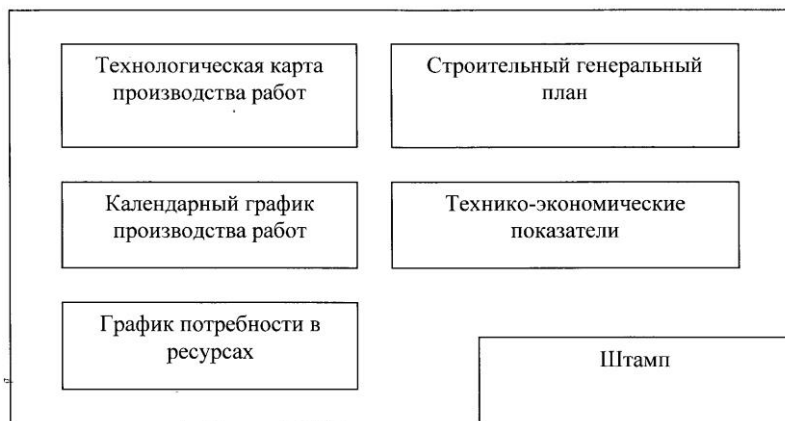 Технологическая карта
производства работ
Строительный генеральный
план
Календарный график
производства работ
Технико-экономические
показатели
График потребности в
ресурсах
Штамп